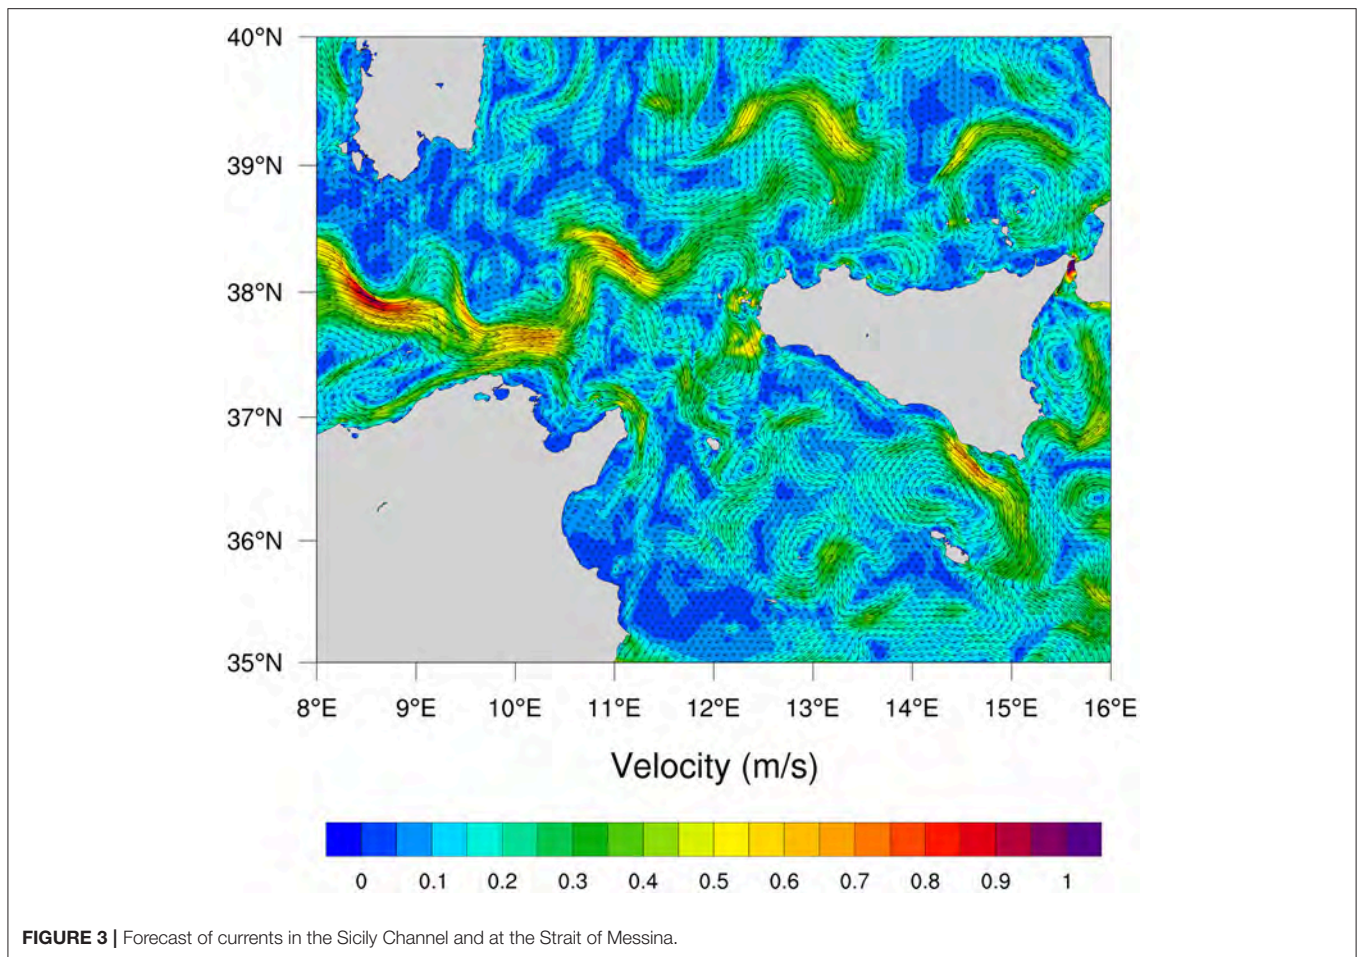 40°N
39°N
38°N
37°N
36°N
35°N
8°E 9°E 10°E 11°E 12°E 13°E 14°E 15°E 16°E
Velocity (m/s)
0 0.1 0.2 0.3 0.4 0.5 0.6 0.7 0.8 0.9 1
FIGURE 3 | Forecast of currents in the Sicily Channel and at the Strait of Messina.